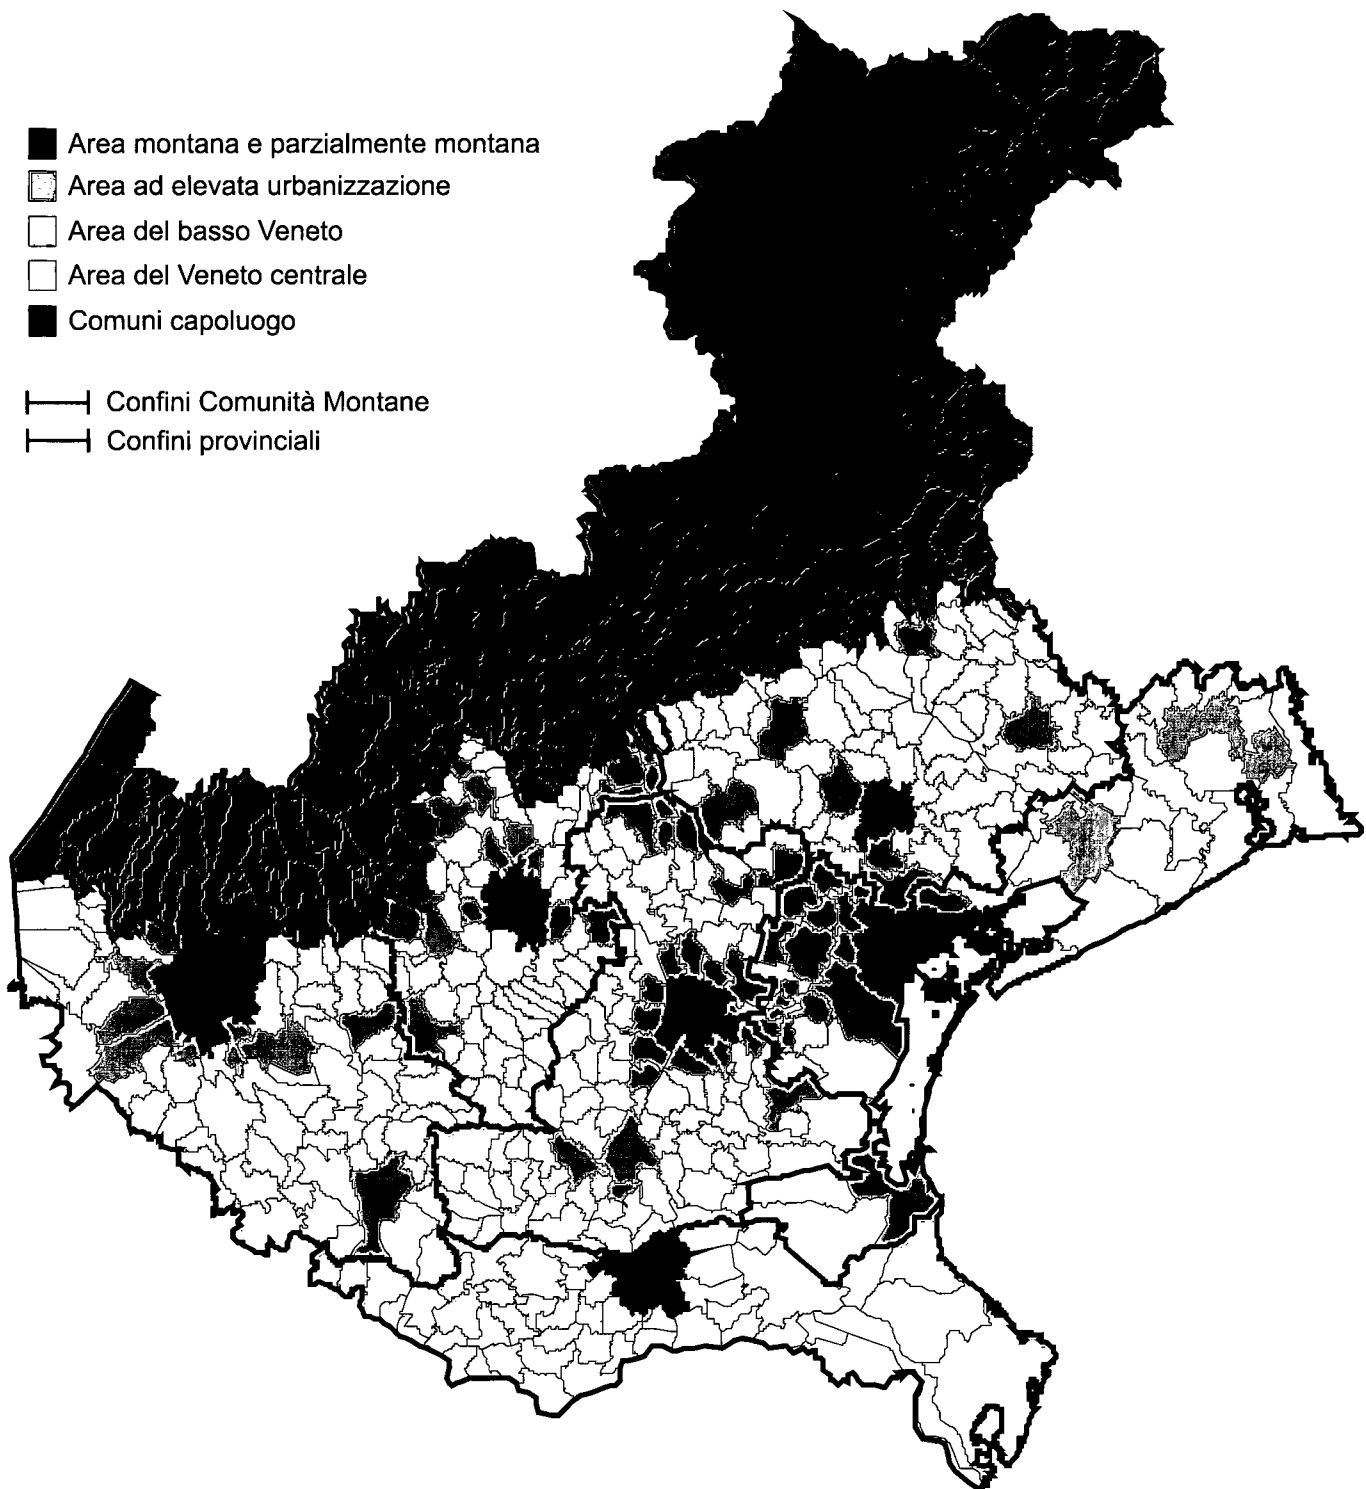 Area montana e parzialmente montana
Area ad elevata urbanizzazione
Area del basso Veneto
Area del Veneto centrale
Comuni capoluogo
Confini Comunità Montane
Confini provinciali